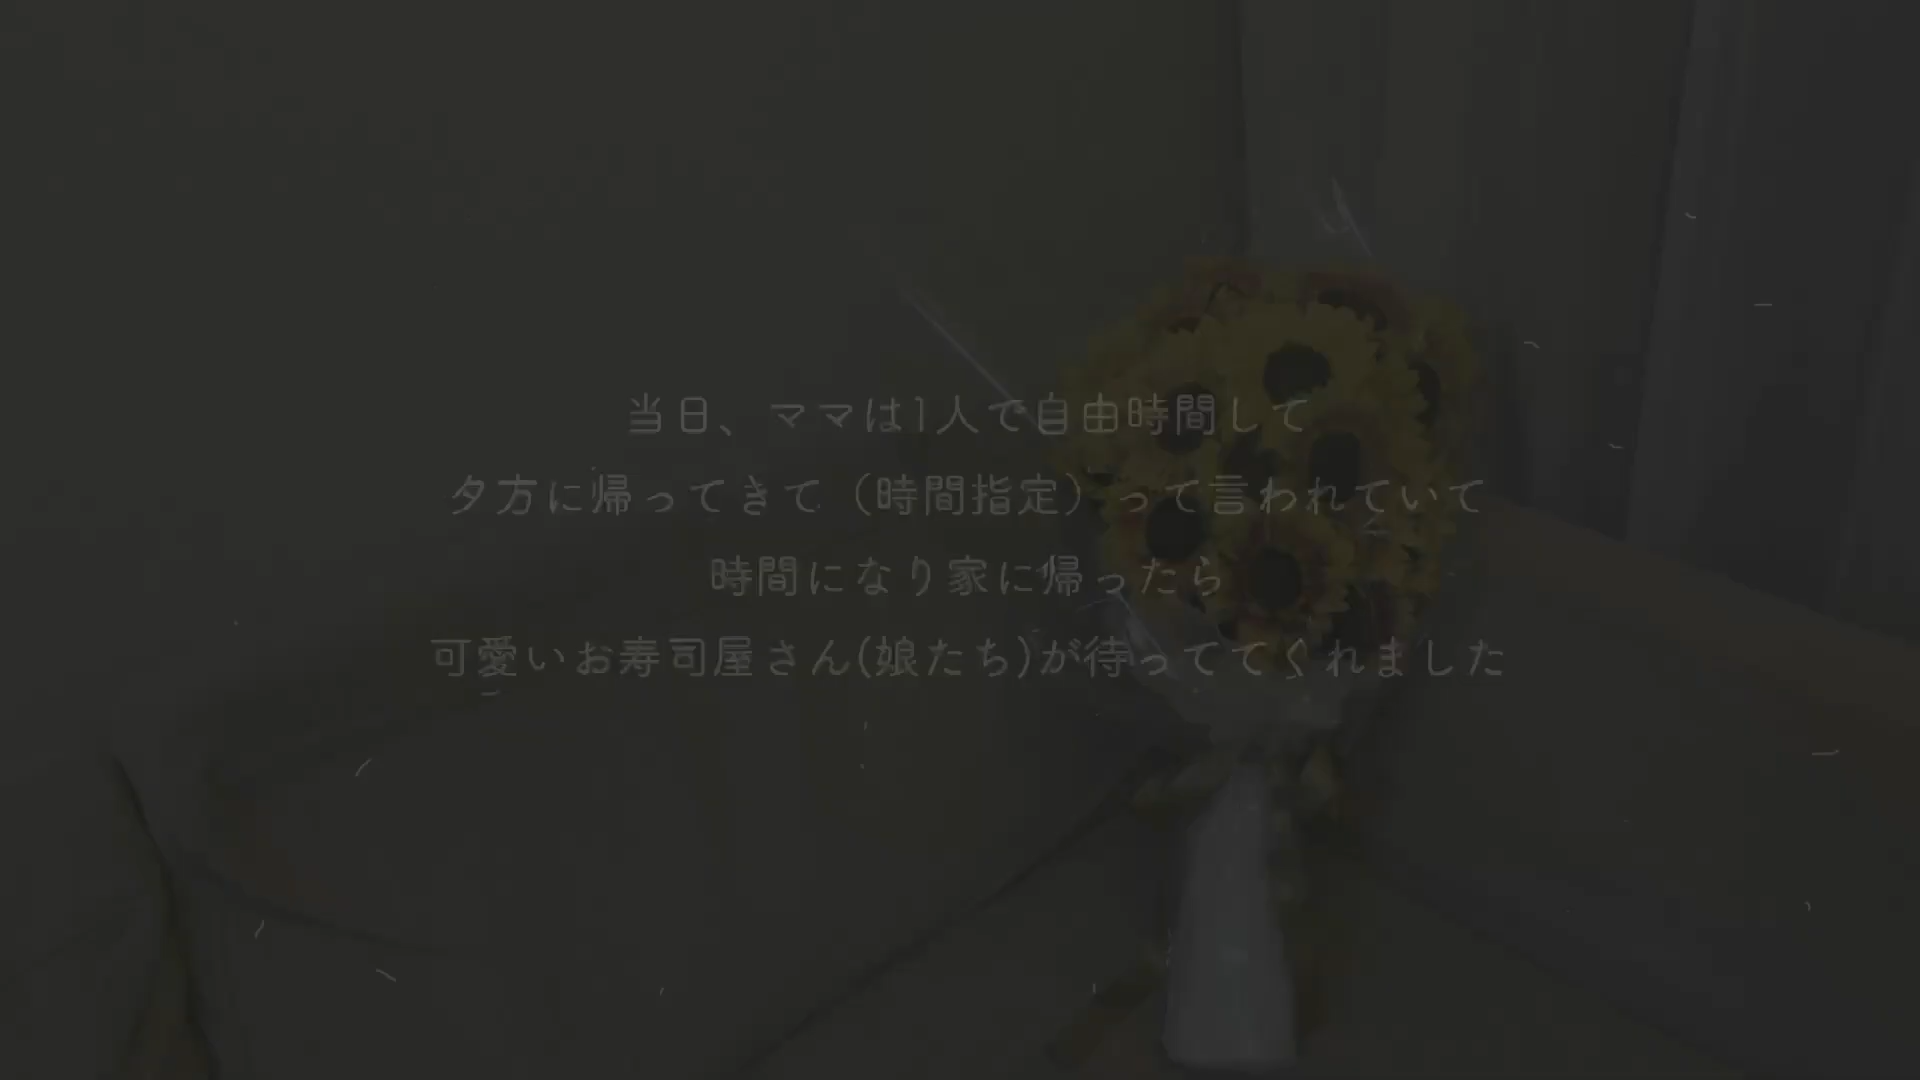 当日、ママは1人で自由時間して
夕方に帰ってきて（時間指定）って言われていて
時間になり家に帰ったら
可愛いお寿司屋さん(娘たち)が待っててくれました